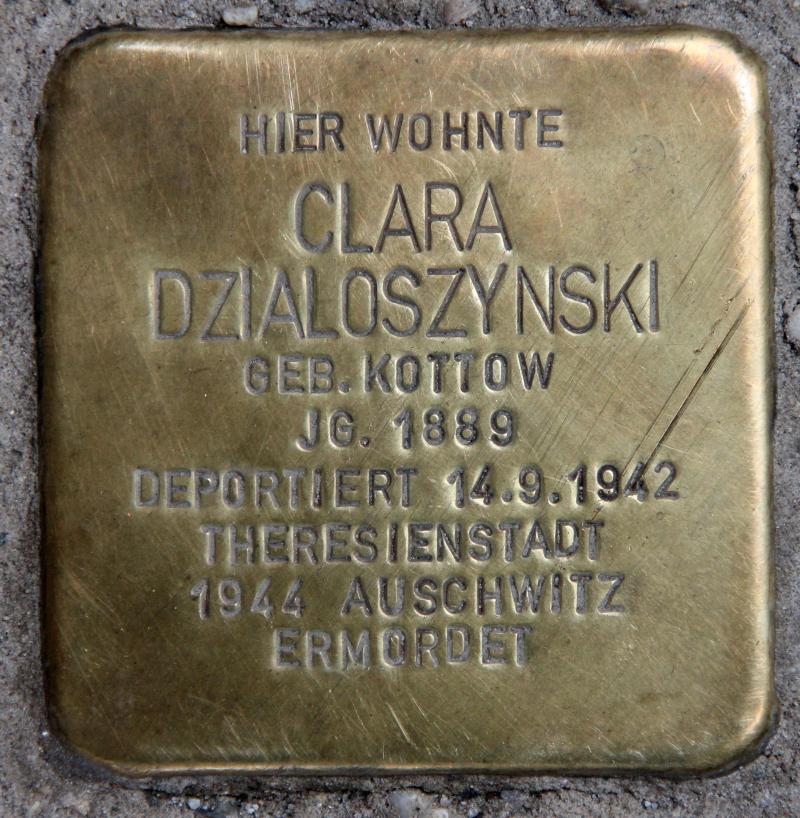 HIER WOHNTE
CLARA
DZIALOSZYNSKI
GEB. KOTTOW
JG. 1889
DEPORTIERT 14.9.1942
THERESIENSTADT
1944 AUSCHWITZ
ERMORDET